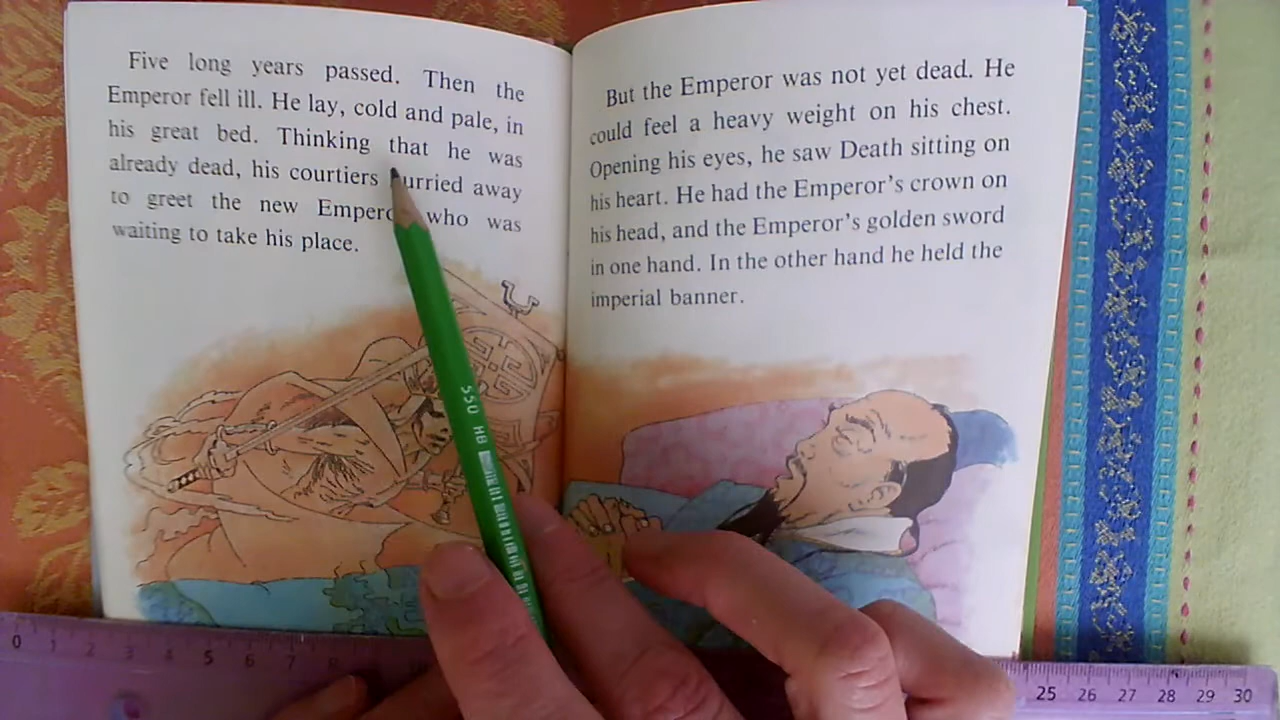 Five long years passed. Then the
Emperor fell ill. He lay, cold and pale, in
his great bed. Thinking that he was
already dead, his courtiers hurried away
to greet the new Emperor who was
waiting to take his place.
But the Emperor was not yet dead. He
could feel a heavy weight on his chest.
Opening his eyes, he saw Death sitting on
his heart. He had the Emperor's crown on
his head, and the Emperor's golden sword
in one hand. In the other hand he held the
imperial banner.
550 HB
0 1 2 3 4 5 6 7 8
25 26 27 28 29 30